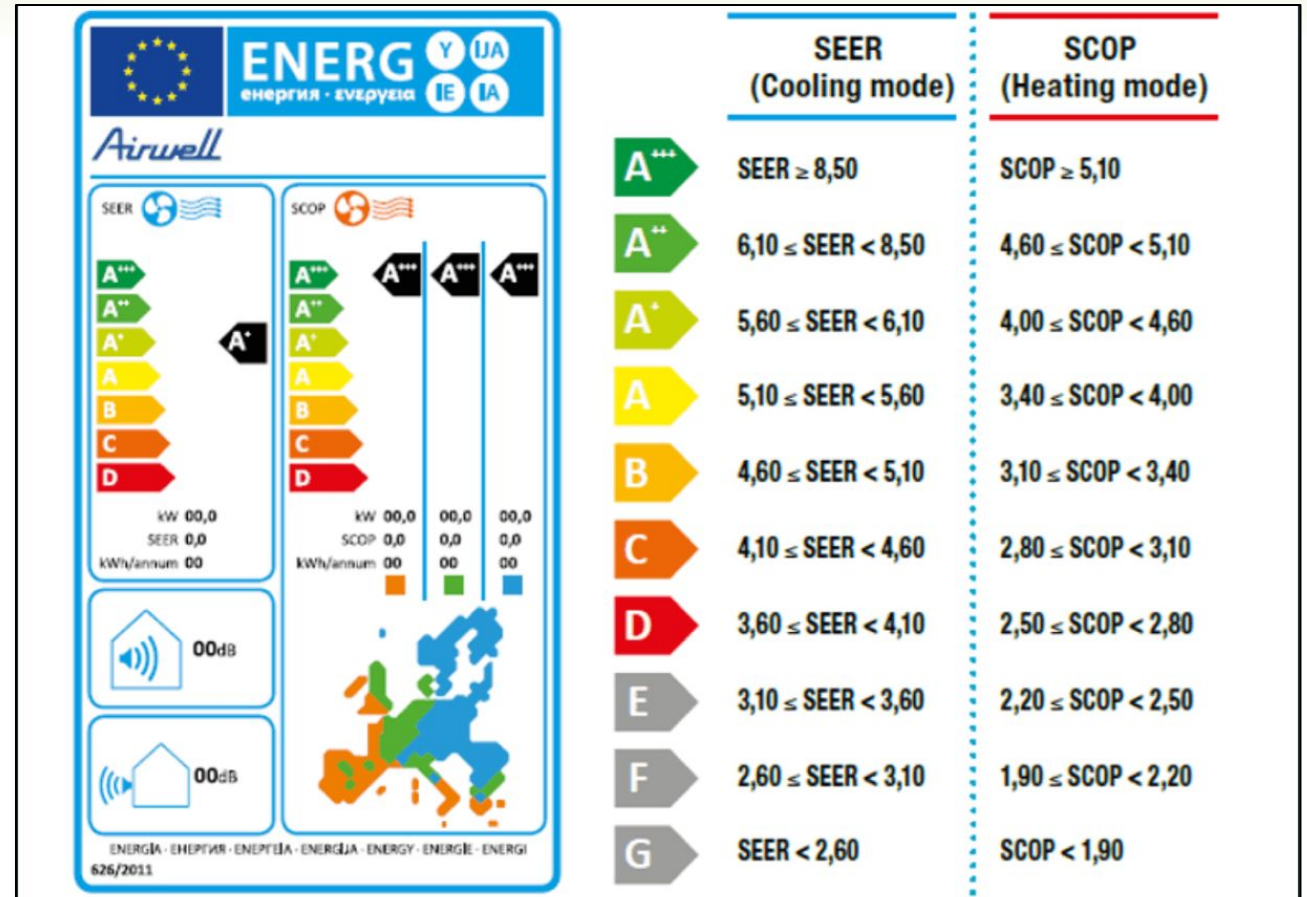 ENERG Y IJA
енергия · ενεργεια IE IA
Airwell
SEER
A+++
A++
A+
A
B
C
D
A+
kW 00,0
SEER 0,0
kWh/annum 00
SCOP
A+++
A++
A+
A
B
C
D
A+++ A+++ A+++
kW 00,0 00,0 00,0
SCOP 0,0 0,0 0,0
kWh/annum 00 00 00
00dB
00dB
ENERGÍA · ЕНЕРГИЯ · ΕΝΕΡΓΕΙΑ · ENERGIJA · ENERGY · ENERGIE · ENERGI
626/2011
SEER SCOP
(Cooling mode) (Heating mode)
A+++ SEER ≥ 8,50 SCOP ≥ 5,10
A++ 6,10 ≤ SEER < 8,50 4,60 ≤ SCOP < 5,10
A+ 5,60 ≤ SEER < 6,10 4,00 ≤ SCOP < 4,60
A 5,10 ≤ SEER < 5,60 3,40 ≤ SCOP < 4,00
B 4,60 ≤ SEER < 5,10 3,10 ≤ SCOP < 3,40
C 4,10 ≤ SEER < 4,60 2,80 ≤ SCOP < 3,10
D 3,60 ≤ SEER < 4,10 2,50 ≤ SCOP < 2,80
E 3,10 ≤ SEER < 3,60 2,20 ≤ SCOP < 2,50
F 2,60 ≤ SEER < 3,10 1,90 ≤ SCOP < 2,20
G SEER < 2,60 SCOP < 1,90